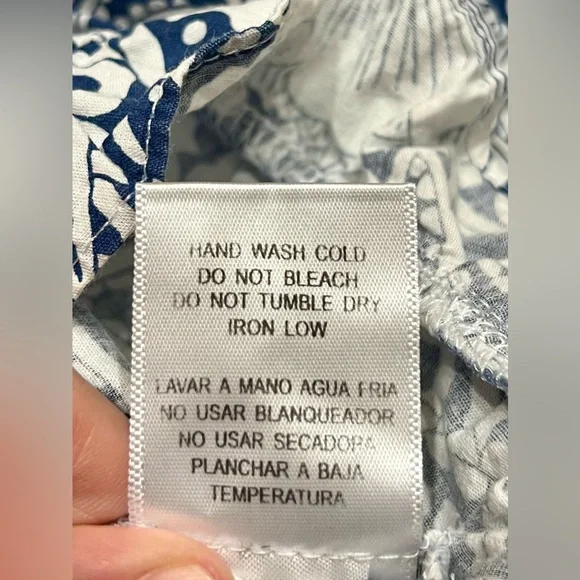 HAND WASH COLD
DO NOT BLEACH
DO NOT TUMBLE DRY
IRON LOW
LAVAR A MANO AGUA FRIA
NO USAR BLANQUEADOR
NO USAR SECADORA
PLANCHAR A BAJA
TEMPERATURA